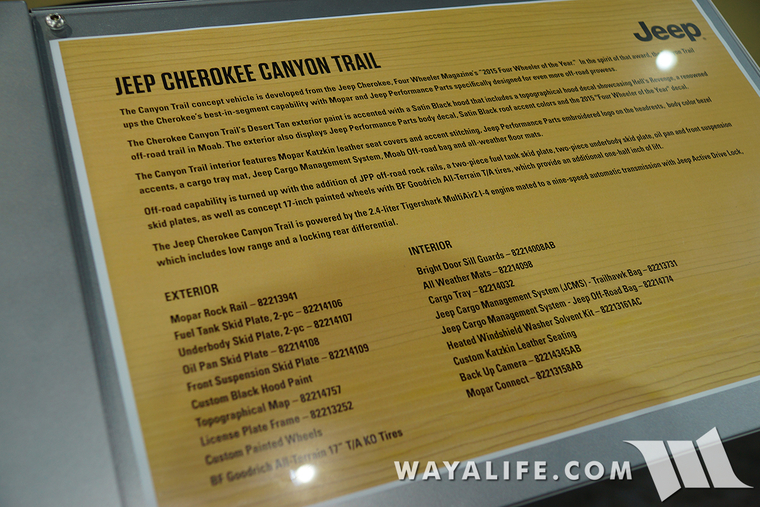 Jeep
JEEP CHEROKEE CANYON TRAIL
The Canyon Trail concept vehicle is developed from the Jeep Cherokee, Four Wheeler Magazine's "2015 Four Wheeler of the Year." In the spirit of that award, the Canyon Trail
ups the Cherokee's best-in-segment capability with Mopar and Jeep Performance Parts specifically designed for even more off-road prowess.
The Cherokee Canyon Trail's Desert Tan exterior paint is accented with a Satin Black hood that includes a topographical hood decal showcasing Hell's Revenge, a renowned
off-road trail in Moab. The exterior also displays Jeep Performance Parts body decal, Satin Black roof accent colors and the 2015 "Four Wheeler of the Year" decal.
The Canyon Trail interior features Mopar Katzkin leather seat covers and accent stitching, Jeep Performance Parts embroidered logo on the headrests, body color bezel
accents, a cargo tray mat, Jeep Cargo Management System, Moab Off-road bag and all-weather floor mats.
Off-road capability is turned up with the addition of JPP off-road rock rails, a two-piece fuel tank skid plate, two-piece underbody skid plate, oil pan and front suspension
skid plates, as well as concept 17-inch painted wheels with BF Goodrich All-Terrain T/A tires, which provide an additional one-half inch of lift.
The Jeep Cherokee Canyon Trail is powered by the 2.4-liter Tigershark MultiAir2 I-4 engine mated to a nine-speed automatic transmission with Jeep Active Drive Lock,
which includes low range and a locking rear differential.
EXTERIOR
Mopar Rock Rail – 82213941
Fuel Tank Skid Plate, 2-pc – 82214106
Underbody Skid Plate, 2-pc – 82214107
Oil Pan Skid Plate – 82214108
Front Suspension Skid Plate – 82214109
Custom Black Hood Paint
Topographical Map – 82214757
License Plate Frame – 82213252
Custom Painted Wheels
BF Goodrich All-Terrain 17" T/A KO Tires
INTERIOR
Bright Door Sill Guards – 82214008AB
All Weather Mats – 82214098
Cargo Tray – 82214032
Jeep Cargo Management System (JCMS) - Trailhawk Bag – 82213731
Jeep Cargo Management System - Jeep Off-Road Bag – 82214774
Heated Windshield Washer Solvent Kit – 82213161AC
Custom Katzkin Leather Seating
Back Up Camera – 82214345AB
Mopar Connect – 82213158AB
WAYALIFE.COM